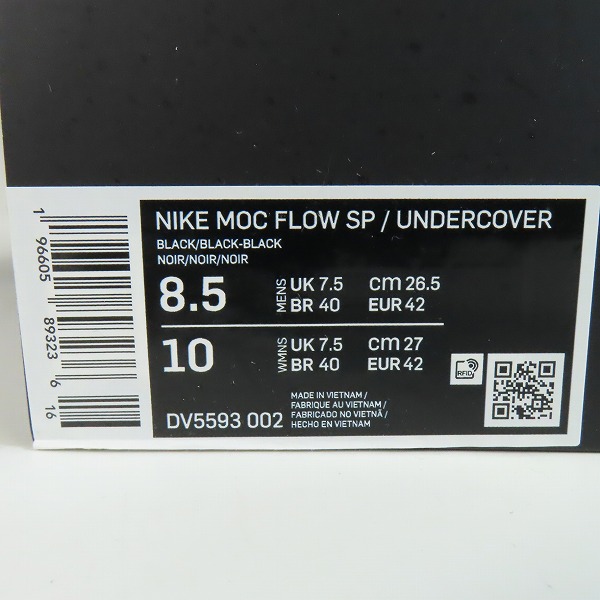 NIKE MOC FLOW SP / UNDERCOVER
BLACK/BLACK-BLACK
NOIR/NOIR/NOIR
8.5 MENS UK 7.5 cm 26.5
BR 40 EUR 42
10 WMNS UK 7.5 cm 27
BR 40 EUR 42
RFID
DV5593 002
MADE IN VIETNAM /
FABRIQUE AU VIETNAM /
FABRICADO NO VIETNÃ /
HECHO EN VIETNAM
1 96605 89323 6 16